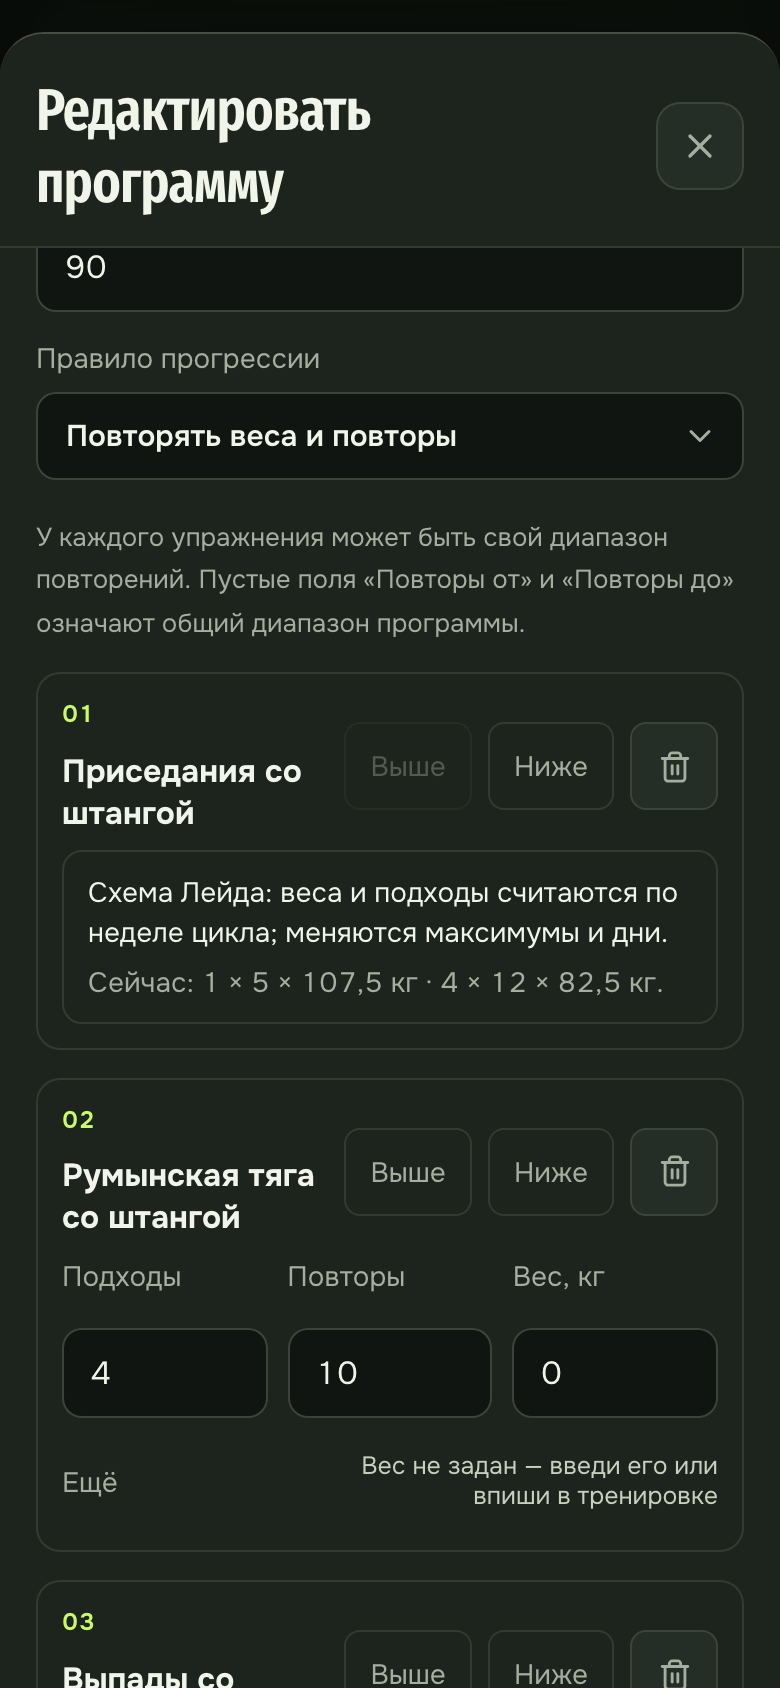 Редактировать
программу
90
Правило прогрессии
Повторять веса и повторы
У каждого упражнения может быть свой диапазон
повторений. Пустые поля «Повторы от» и «Повторы до»
означают общий диапазон программы.
01
Приседания со
штангой
Выше
Ниже
Схема Лейда: веса и подходы считаются по
неделе цикла; меняются максимумы и дни.
Сейчас: 1 × 5 × 107,5 кг · 4 × 12 × 82,5 кг.
02
Румынская тяга
со штангой
Выше
Ниже
Подходы
Повторы
Вес, кг
4
10
0
Ещё
Вес не задан — введи его или
впиши в тренировке
03
Выпады со
Выше
Ниже